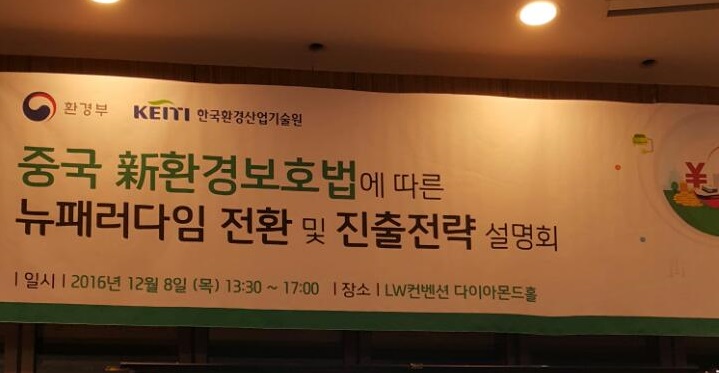 환경부 KEITI 한국환경산업기술원
중국 新환경보호법에 따른
뉴패러다임 전환 및 진출전략 설명회
| 일시 | 2016년 12월 8일 (목) 13:30 ~ 17:00 | 장소 | LW컨벤션 다이아몬드홀
¥